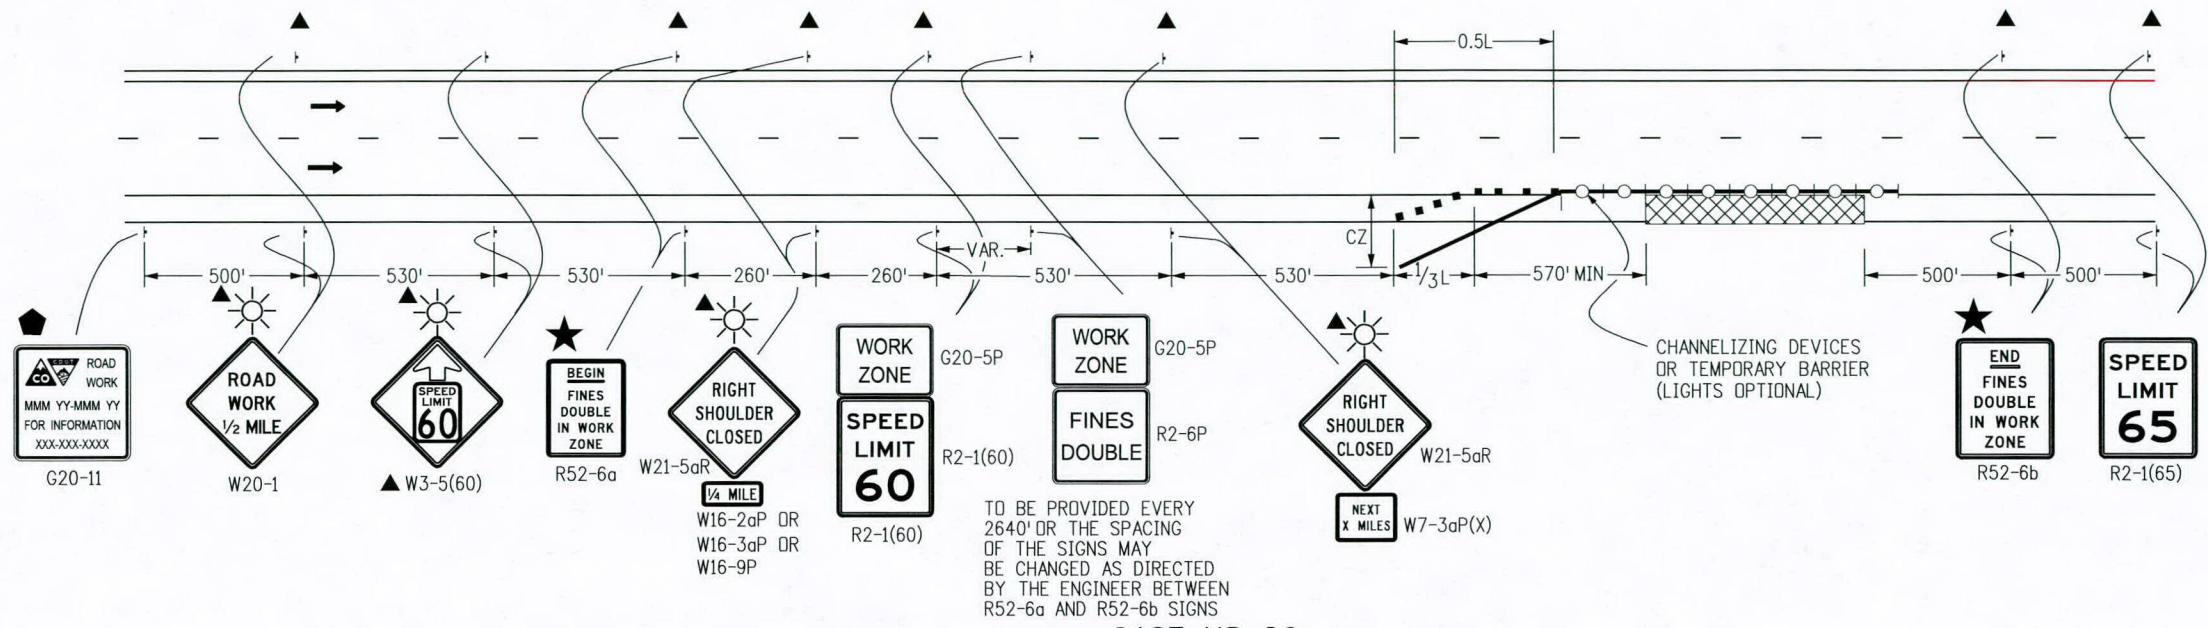 0.5L
CZ
VAR.
500'
530'
530'
260'
260'
530'
530'
1/3L
570' MIN
500'
500'
CO
CDOT
ROAD
WORK
MMM YY-MMM YY
FOR INFORMATION
XXX-XXX-XXXX
G20-11
ROAD
WORK
1/2 MILE
W20-1
SPEED
LIMIT
60
W3-5(60)
BEGIN
FINES
DOUBLE
IN WORK
ZONE
R52-6a
RIGHT
SHOULDER
CLOSED
W21-5aR
1/4 MILE
W16-2aP OR
W16-3aP OR
W16-9P
WORK
ZONE
G20-5P
SPEED
LIMIT
60
R2-1(60)
R2-1(60)
WORK
ZONE
G20-5P
FINES
DOUBLE
R2-6P
TO BE PROVIDED EVERY
2640' OR THE SPACING
OF THE SIGNS MAY
BE CHANGED AS DIRECTED
BY THE ENGINEER BETWEEN
R52-6a AND R52-6b SIGNS
RIGHT
SHOULDER
CLOSED
W21-5aR
NEXT
X MILES
W7-3aP(X)
CHANNELIZING DEVICES
OR TEMPORARY BARRIER
(LIGHTS OPTIONAL)
END
FINES
DOUBLE
IN WORK
ZONE
R52-6b
SPEED
LIMIT
65
R2-1(65)